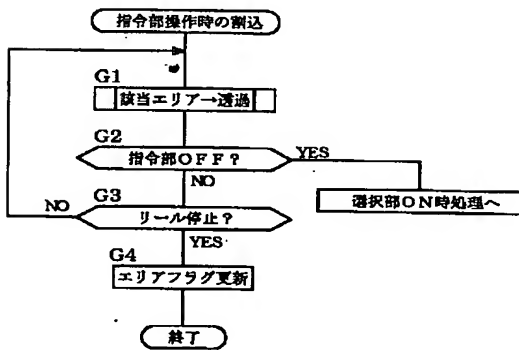 指令部操作時の割込
G1
該当エリア→透過
G2
指令部OFF?
YES
NO
選択部ON時処理へ
G3
NO
リール停止?
YES
G4
エリアフラグ更新
終了